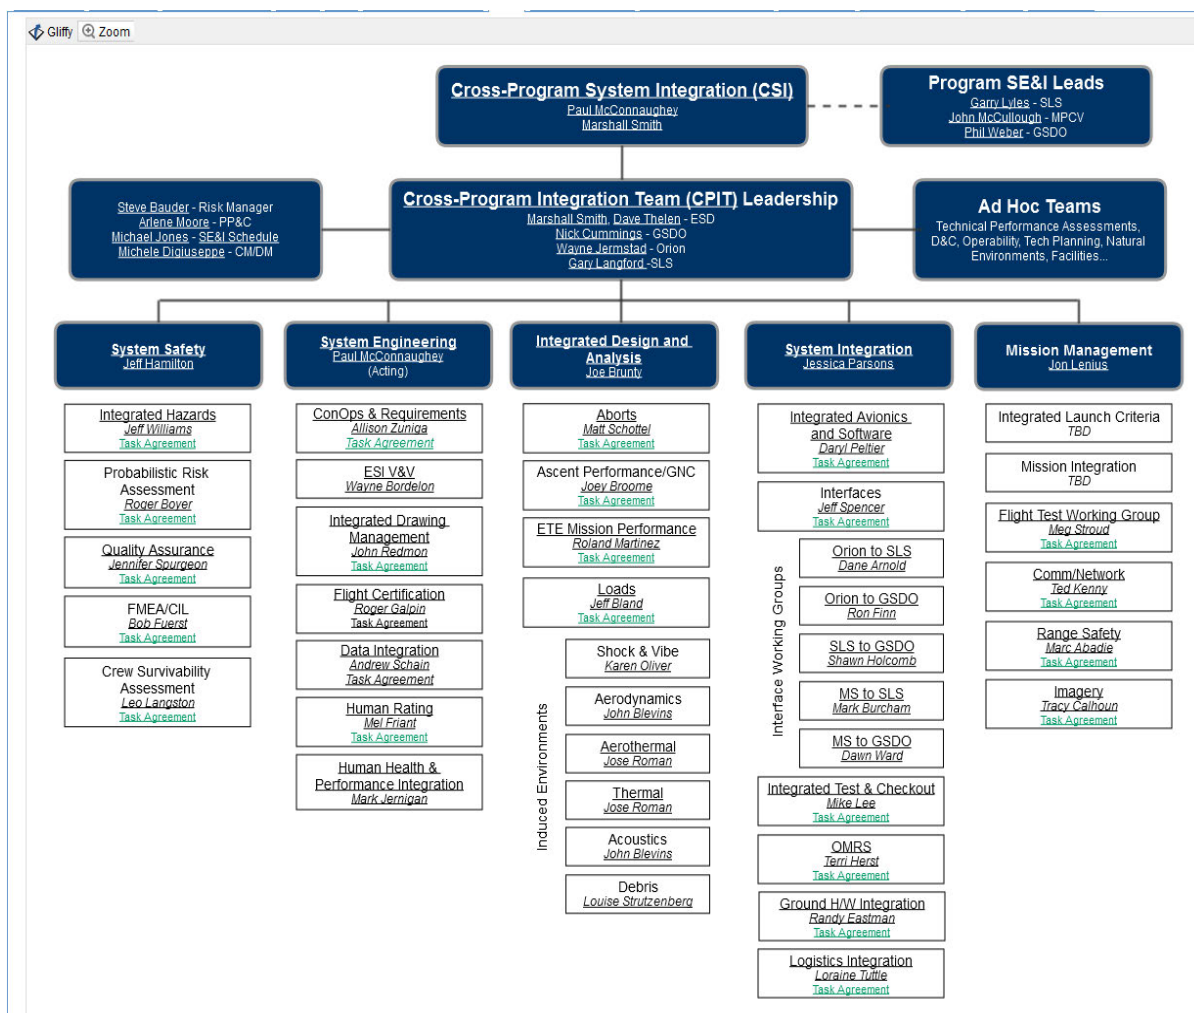 Gliffy Zoom
Cross-Program System Integration (CSI)
Paul McConnaughey
Marshall Smith
Program SE&I Leads
Garry Lyles - SLS
John McCullough - MPCV
Phil Weber - GSDO
Steve Bauder - Risk Manager
Arlene Moore - PP&C
Michael Jones - SE&I Schedule
Michele Digiuseppe - CM/DM
Cross-Program Integration Team (CPIT) Leadership
Marshall Smith, Dave Thelen - ESD
Nick Cummings - GSDO
Wayne Jermstad - Orion
Gary Langford -SLS
Ad Hoc Teams
Technical Performance Assessments,
D&C, Operability, Tech Planning, Natural
Environments, Facilities...
System Safety
Jeff Hamilton
Integrated Hazards
Jeff Williams
Task Agreement
Probabilistic Risk
Assessment
Roger Boyer
Task Agreement
Quality Assurance
Jennifer Spurgeon
Task Agreement
FMEA/CIL
Bob Fuerst
Task Agreement
Crew Survivability
Assessment
Leo Langston
Task Agreement
System Engineering
Paul McConnaughey
(Acting)
ConOps & Requirements
Allison Zuniga
Task Agreement
ESI V&V
Wayne Bordelon
Integrated Drawing
Management
John Redmon
Task Agreement
Flight Certification
Roger Galpin
Task Agreement
Data Integration
Andrew Schain
Task Agreement
Human Rating
Mel Friant
Task Agreement
Human Health &
Performance Integration
Mark Jernigan
Integrated Design and
Analysis
Joe Brunty
Aborts
Matt Schottel
Task Agreement
Ascent Performance/GNC
Joey Broome
Task Agreement
ETE Mission Performance
Roland Martinez
Task Agreement
Loads
Jeff Bland
Task Agreement
Induced Environments
Shock & Vibe
Karen Oliver
Aerodynamics
John Blevins
Aerothermal
Jose Roman
Thermal
Jose Roman
Acoustics
John Blevins
Debris
Louise Strutzenberg
System Integration
Jessica Parsons
Integrated Avionics
and Software
Daryl Peltier
Task Agreement
Interfaces
Jeff Spencer
Task Agreement
Interface Working Groups
Orion to SLS
Dane Arnold
Orion to GSDO
Ron Finn
SLS to GSDO
Shawn Holcomb
MS to SLS
Mark Burcham
MS to GSDO
Dawn Ward
Integrated Test & Checkout
Mike Lee
Task Agreement
OMRS
Terri Herst
Task Agreement
Ground H/W Integration
Randy Eastman
Task Agreement
Logistics Integration
Loraine Tuttle
Task Agreement
Mission Management
Jon Lenius
Integrated Launch Criteria
TBD
Mission Integration
TBD
Flight Test Working Group
Meg Stroud
Task Agreement
Comm/Network
Ted Kenny
Task Agreement
Range Safety
Marc Abadie
Task Agreement
Imagery
Tracy Calhoun
Task Agreement